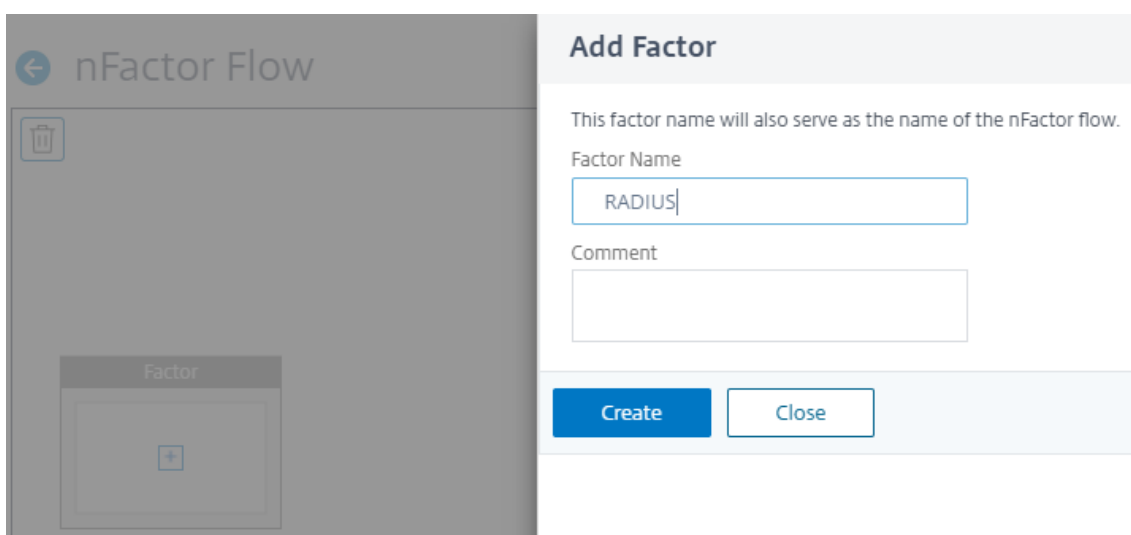 nFactor Flow
Factor
Add Factor
This factor name will also serve as the name of the nFactor flow.
Factor Name
RADIUS
Comment
Create
Close